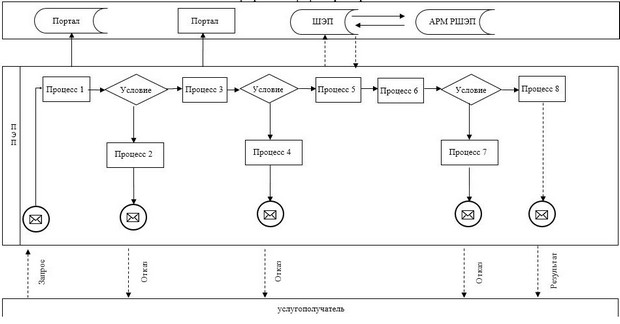 Портал
Портал
ШЭП
АРМ РШЭП
ПЭП
Процесс 1
Условие
Процесс 3
Условие
Процесс 5
Процесс 6
Условие
Процесс 8
Процесс 2
Процесс 4
Процесс 7
Запрос
Отказ
Отказ
Отказ
Результат
услугополучатель